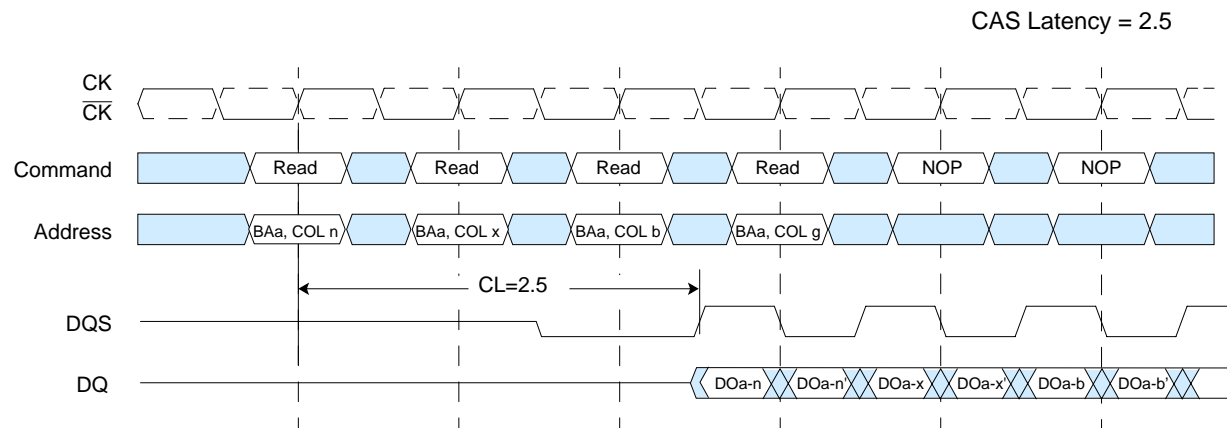 CAS Latency = 2.5
CK
CK
Command
Read
Read
Read
Read
NOP
NOP
Address
BAa, COL n
BAa, COL x
BAa, COL b
BAa, COL g
CL=2.5
DQS
DQ
DOa-n
DOa-n'
DOa-x
DOa-x'
DOa-b
DOa-b'